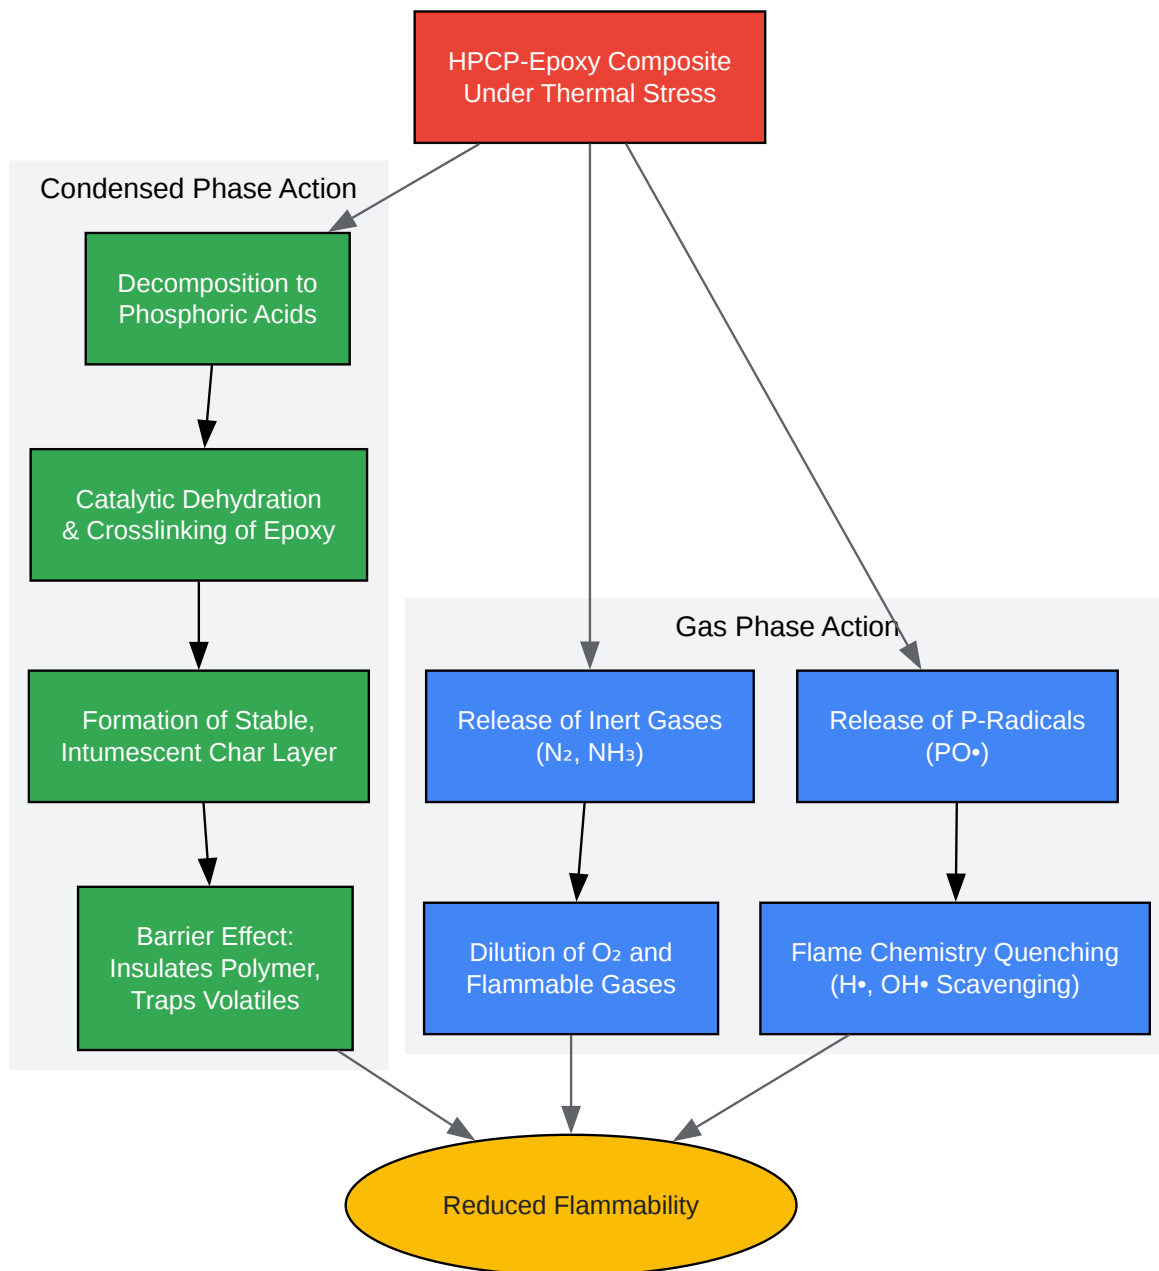 HPCP-Epoxy Composite
Under Thermal Stress
Condensed Phase Action
Decomposition to
Phosphoric Acids
Catalytic Dehydration
& Crosslinking of Epoxy
Formation of Stable,
Intumescent Char Layer
Barrier Effect:
Insulates Polymer,
Traps Volatiles
Gas Phase Action
Release of Inert Gases
(N₂, NH₃)
Release of P-Radicals
(PO•)
Dilution of O₂ and
Flammable Gases
Flame Chemistry Quenching
(H•, OH• Scavenging)
Reduced Flammability